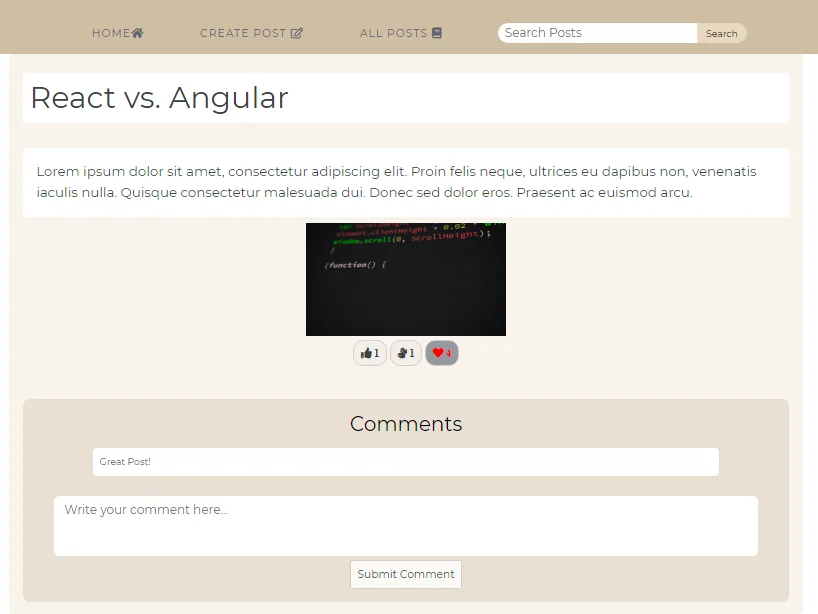 HOME
CREATE POST
ALL POSTS
Search Posts
Search
React vs. Angular
Lorem ipsum dolor sit amet, consectetur adipiscing elit. Proin felis neque, ultrices eu dapibus non, venenatis
iaculis nulla. Quisque consectetur malesuada dui. Donec sed dolor eros. Praesent ac euismod arcu.
element.clientHeight + 0.02
window.scroll(0, scrollHeight);
}
(function() {
1
1
4
Comments
Great Post!
Write your comment here...
Submit Comment